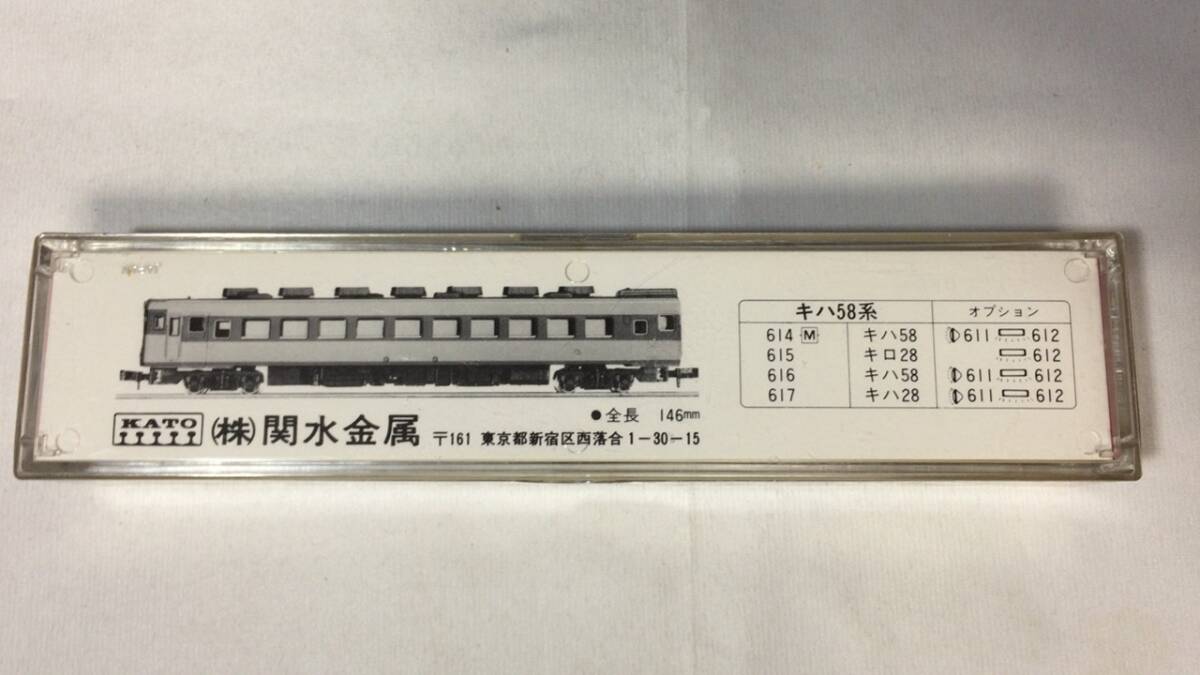 キハ58系 オプション
614 M キハ58 611 612
615 キロ28 612
616 キハ58 611 612
617 キハ28 611 612
●全長 146mm
KATO (株)関水金属 〒161 東京都新宿区西落合1-30-15